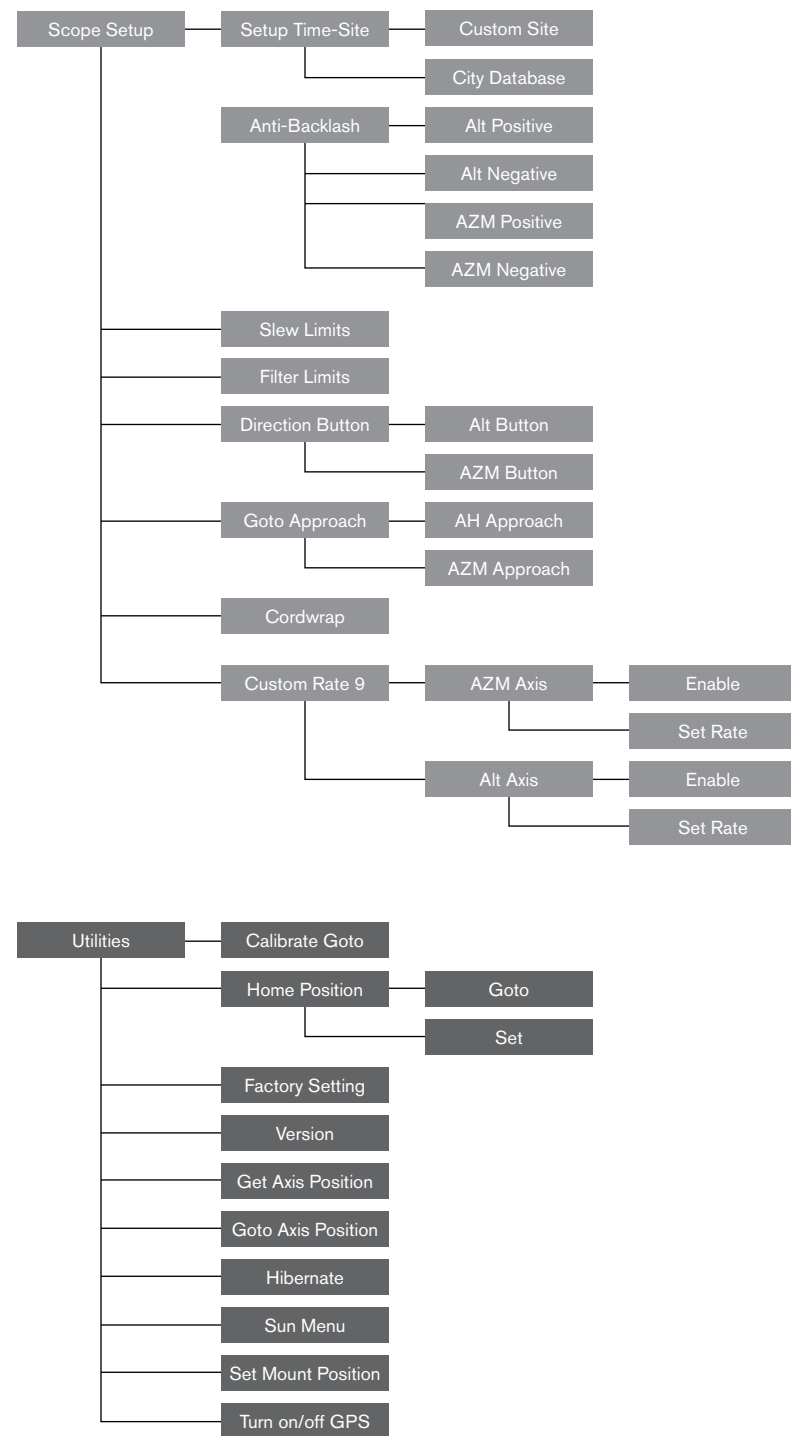 Scope Setup
Setup Time-Site
Custom Site
City Database
Anti-Backlash
Alt Positive
Alt Negative
AZM Positive
AZM Negative
Slew Limits
Filter Limits
Direction Button
Alt Button
AZM Button
Goto Approach
AH Approach
AZM Approach
Cordwrap
Custom Rate 9
AZM Axis
Enable
Set Rate
Alt Axis
Enable
Set Rate
Utilities
Calibrate Goto
Home Position
Goto
Set
Factory Setting
Version
Get Axis Position
Goto Axis Position
Hibernate
Sun Menu
Set Mount Position
Turn on/off GPS